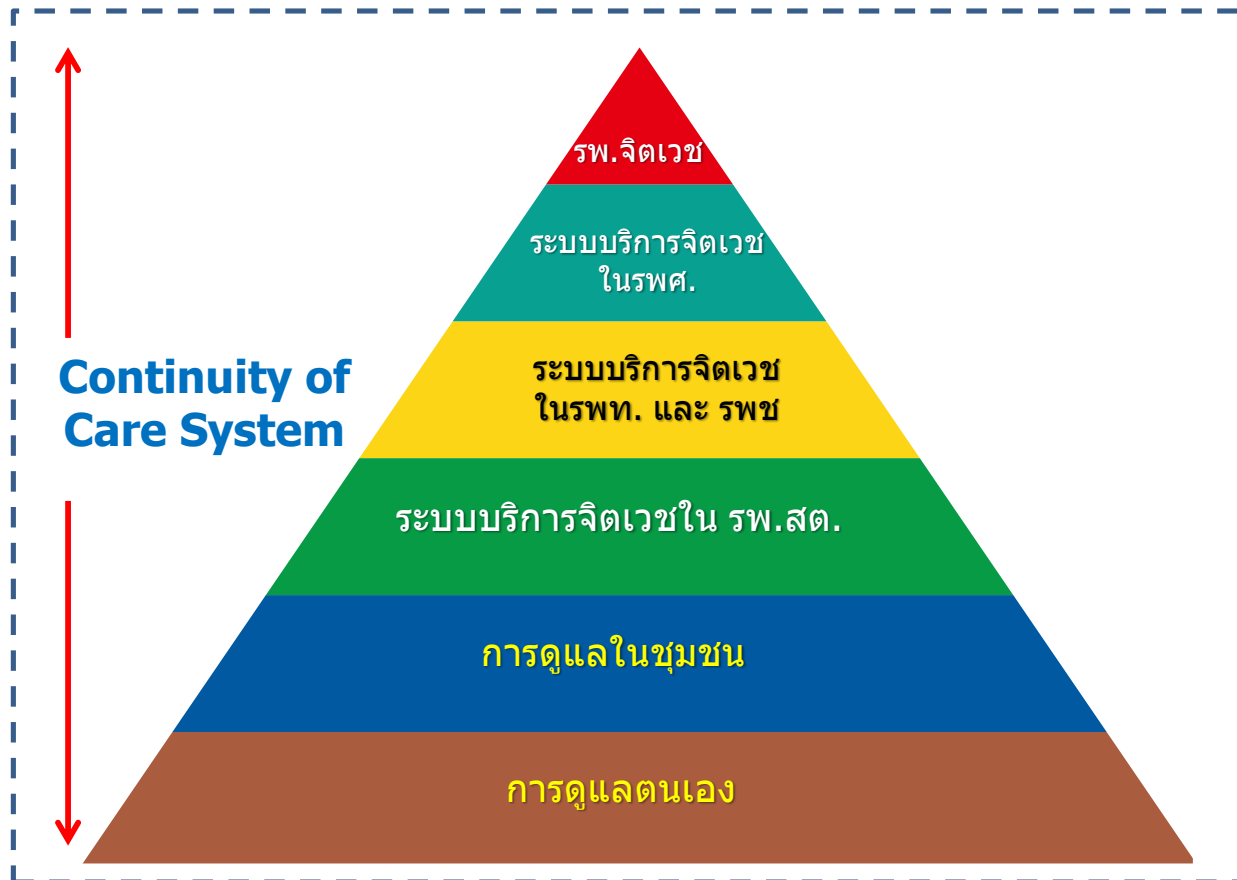 รพ.จิตเวช
ระบบบริการจิตเวช
ในรพศ.
ระบบบริการจิตเวช
ในรพท. และ รพช
Continuity of
Care System
ระบบบริการจิตเวชใน รพ.สต.
การดูแลในชุมชน
การดูแลตนเอง